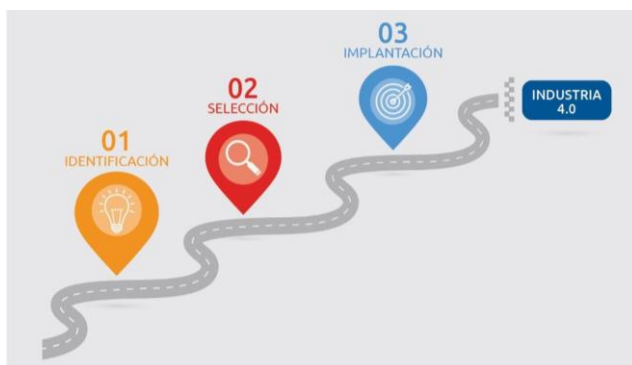 01
IDENTIFICACIÓN
02
SELECCIÓN
03
IMPLANTACIÓN
INDUSTRIA
4.0